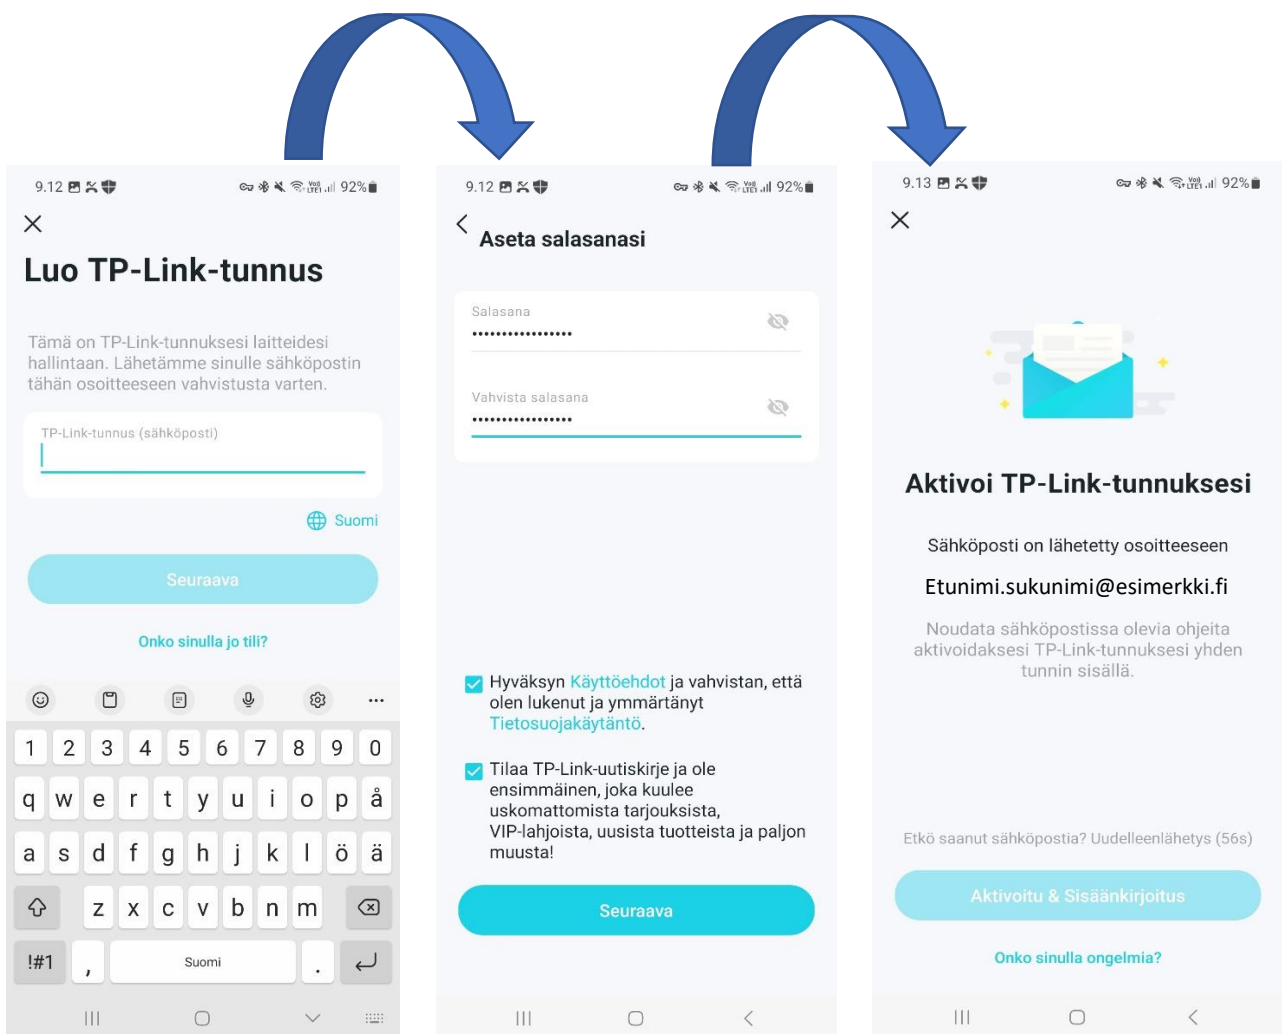 9.12
92%
Luo TP-Link-tunnus
Tämä on TP-Link-tunnuksesi laitteidesi
hallintaan. Lähetämme sinulle sähköpostin
tähän osoitteeseen vahvistusta varten.
TP-Link-tunnus (sähköposti)
Suomi
Seuraava
Onko sinulla jo tili?
1 2 3 4 5 6 7 8 9 0
q w e r t y u i o p å
a s d f g h j k l ö ä
z x c v b n m
!#1 , Suomi .
9.12
92%
Aseta salasanasi
Salasana
•••••••••••••••••
Vahvista salasana
•••••••••••••••••
Hyväksyn Käyttöehdot ja vahvistan, että
olen lukenut ja ymmärtänyt
Tietosuojakäytäntö.
Tilaa TP-Link-uutiskirje ja ole
ensimmäinen, joka kuulee
uskomattomista tarjouksista,
VIP-lahjoista, uusista tuotteista ja paljon
muusta!
Seuraava
9.13
92%
Aktivoi TP-Link-tunnuksesi
Sähköposti on lähetetty osoitteeseen
Etunimi.sukunimi@esimerkki.fi
Noudata sähköpostissa olevia ohjeita
aktivoidaksesi TP-Link-tunnuksesi yhden
tunnin sisällä.
Etkö saanut sähköpostia? Uudelleenlähetys (56s)
Aktivoitu & Sisäänkirjoitus
Onko sinulla ongelmia?